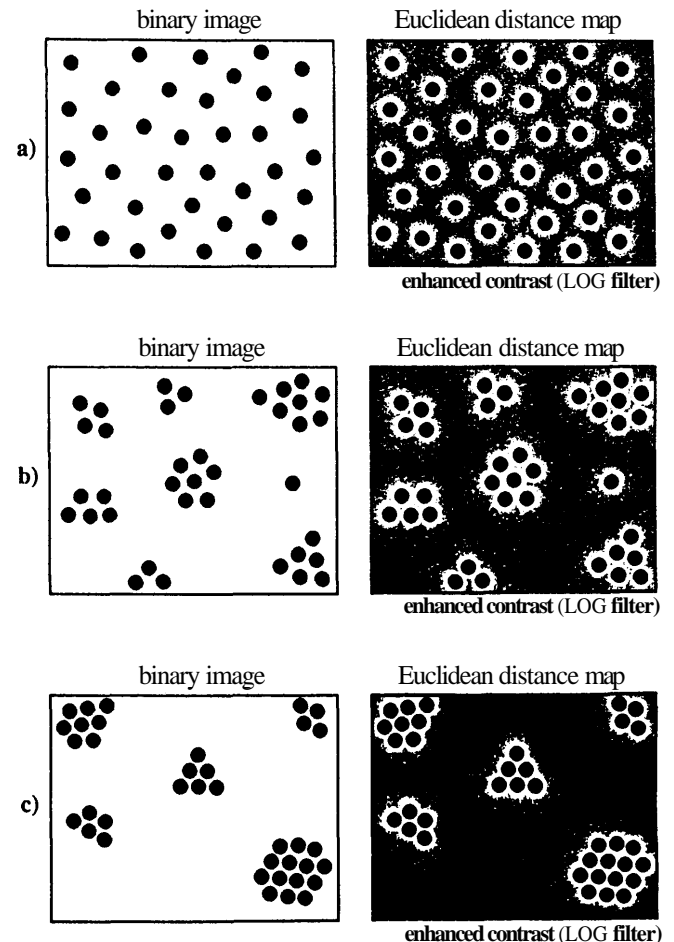 binary image
Euclidean distance map
a)
enhanced contrast (LOG filter)
binary image
Euclidean distance map
b)
enhanced contrast (LOG filter)
binary image
Euclidean distance map
c)
enhanced contrast (LOG filter)